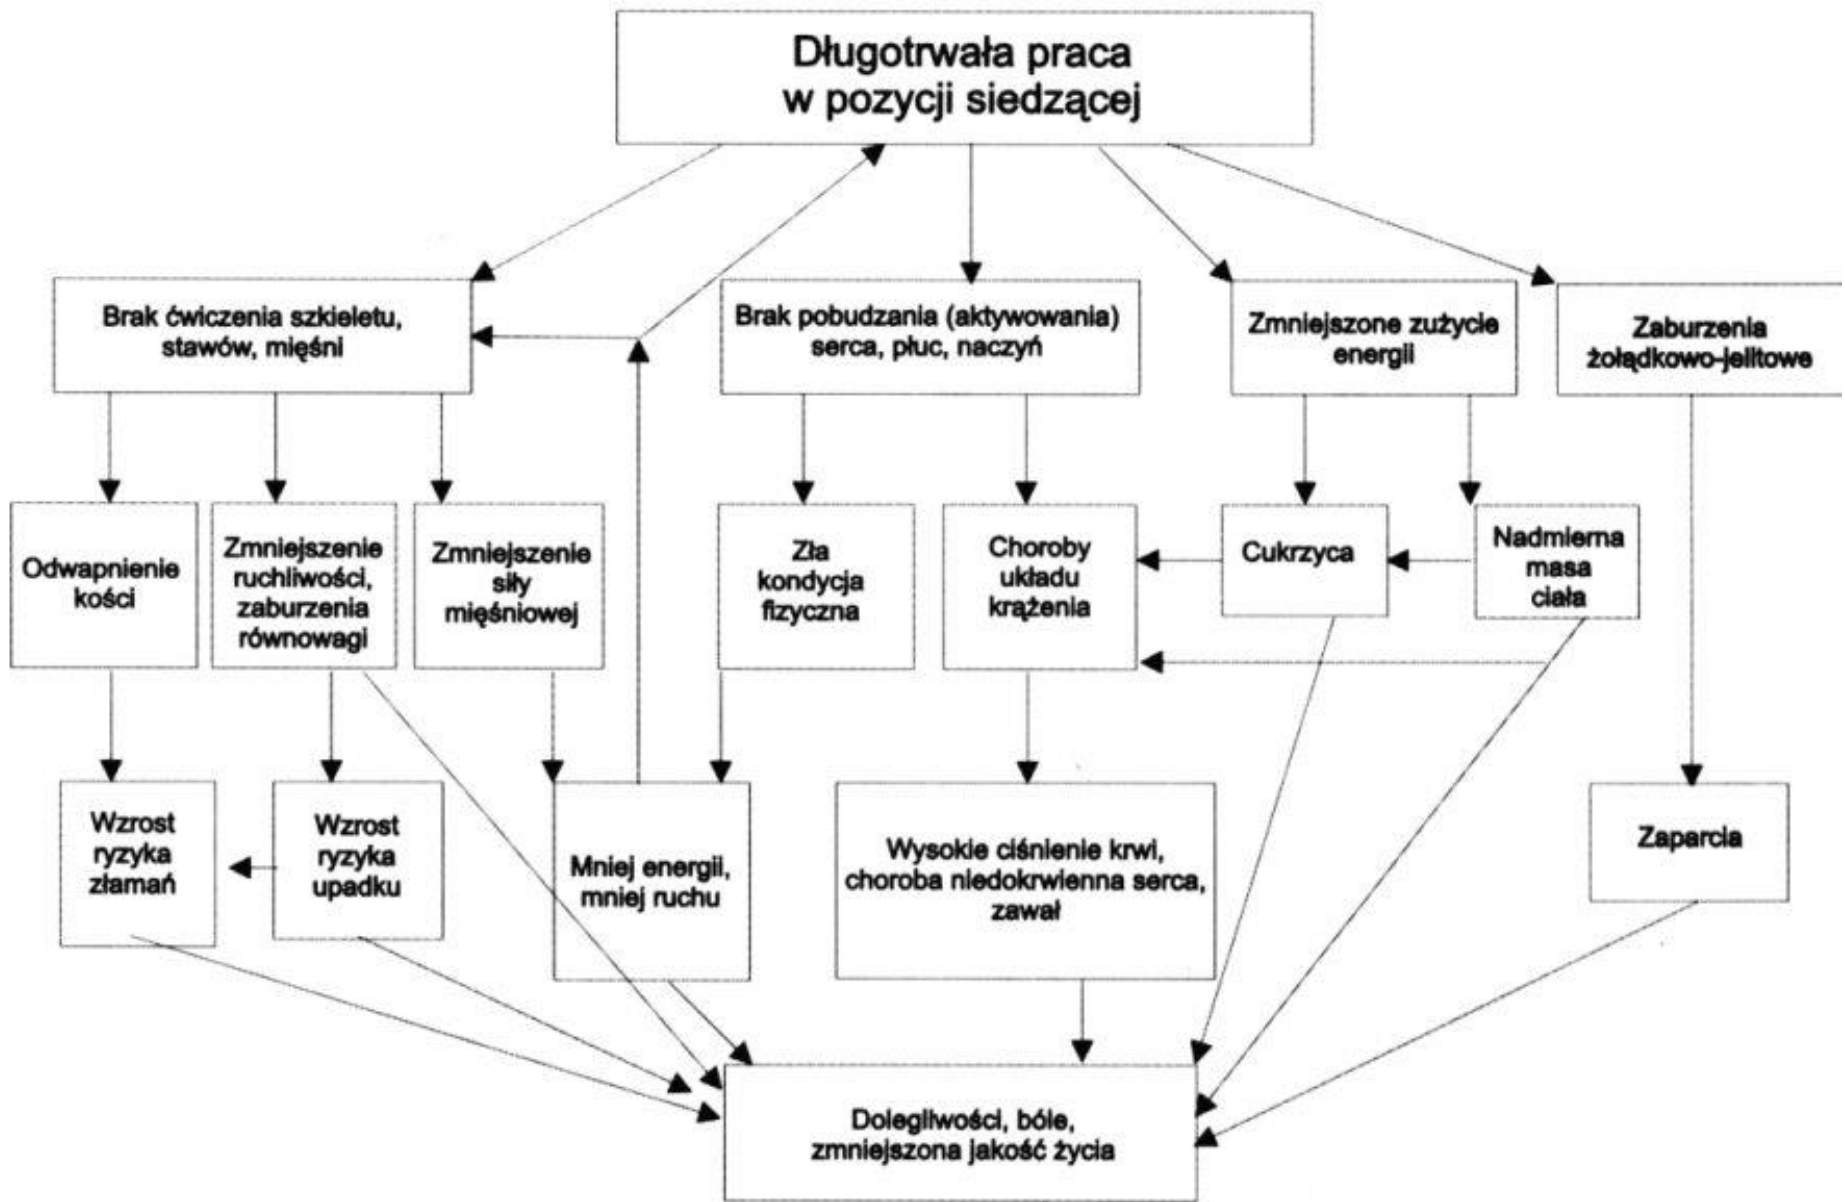 Długotrwała praca
w pozycji siedzącej
Brak ćwiczenia szkieletu,
stawów, mięśni
Brak pobudzania (aktywowania)
serca, płuc, naczyń
Zmniejszone zużycie
energii
Zaburzenia
żołądkowo-jelitowe
Odwapnienie
kości
Zmniejszenie
ruchliwości,
zaburzenia
równowagi
Zmniejszenie
siły
mięśniowej
Zła
kondycja
fizyczna
Choroby
układu
krążenia
Cukrzyca
Nadmierna
masa
ciała
Wzrost
ryzyka
złamań
Wzrost
ryzyka
upadku
Mniej energii,
mniej ruchu
Wysokie ciśnienie krwi,
choroba niedokrwienna serca,
zawał
Zaparcia
Dolegliwości, bóle,
zmniejszona jakość życia